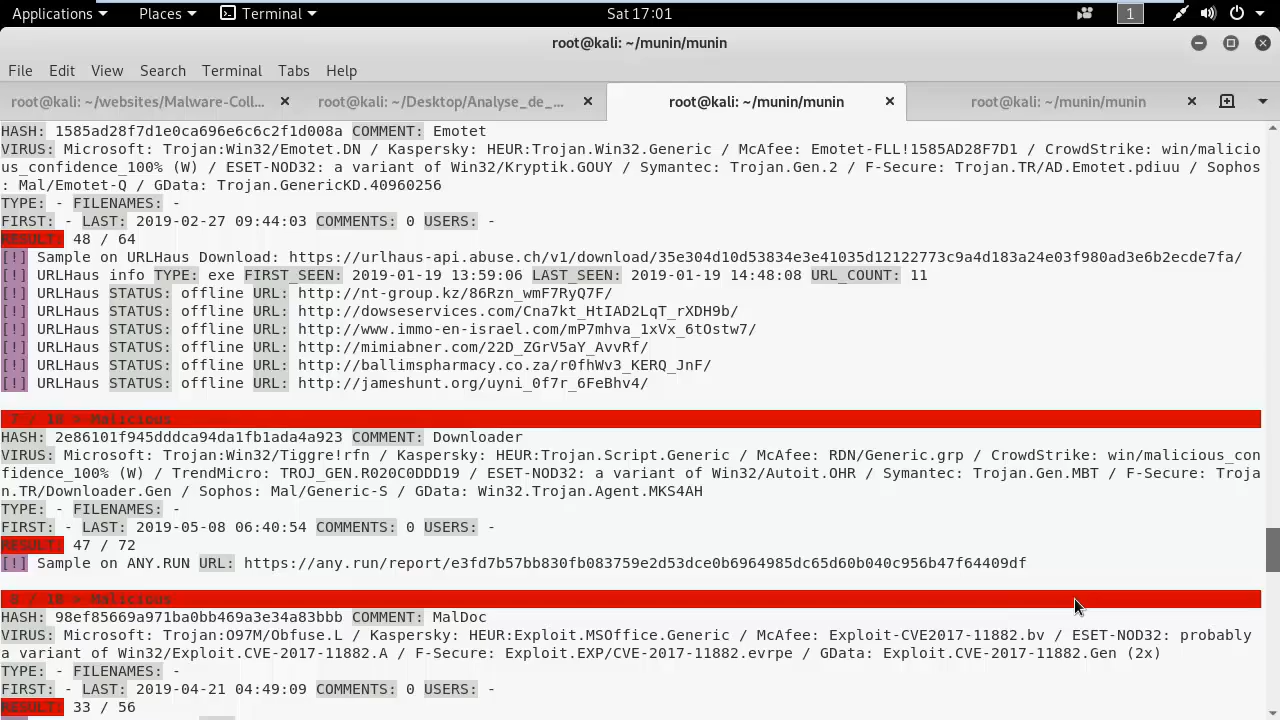 Applications Places Terminal Sat 17:01 1
root@kali: ~/munin/munin
File Edit View Search Terminal Tabs Help
root@kali: ~/websites/Malware-Coll... root@kali: ~/Desktop/Analyse_de_... root@kali: ~/munin/munin root@kali: ~/munin/munin
HASH: 1585ad28f7d1e0ca696e6c6c2f1d008a COMMENT: Emotet
VIRUS: Microsoft: Trojan:Win32/Emotet.DN / Kaspersky: HEUR:Trojan.Win32.Generic / McAfee: Emotet-FLL!1585AD28F7D1 / CrowdStrike: win/malicio
us_confidence_100% (W) / ESET-NOD32: a variant of Win32/Kryptik.GOUY / Symantec: Trojan.Gen.2 / F-Secure: Trojan.TR/AD.Emotet.pdiuu / Sophos
: Mal/Emotet-Q / GData: Trojan.GenericKD.40960256
TYPE: - FILENAMES: -
FIRST: - LAST: 2019-02-27 09:44:03 COMMENTS: 0 USERS: -
RESULT: 48 / 64
[!] Sample on URLHaus Download: https://urlhaus-api.abuse.ch/v1/download/35e304d10d53834e3e41035d12122773c9a4d183a24e03f980ad3e6b2ecde7fa/
[!] URLHaus info TYPE: exe FIRST_SEEN: 2019-01-19 13:59:06 LAST_SEEN: 2019-01-19 14:48:08 URL_COUNT: 11
[!] URLHaus STATUS: offline URL: http://nt-group.kz/86Rzn_wmF7RyQ7F/
[!] URLHaus STATUS: offline URL: http://dowseservices.com/Cna7kt_HtIAD2LqT_rXDH9b/
[!] URLHaus STATUS: offline URL: http://www.immo-en-israel.com/mP7mhva_1xVx_6tOstw7/
[!] URLHaus STATUS: offline URL: http://mimiabner.com/22D_ZGrV5aY_AvvRf/
[!] URLHaus STATUS: offline URL: http://ballimspharmacy.co.za/r0fhWv3_KERQ_JnF/
[!] URLHaus STATUS: offline URL: http://jameshunt.org/uyni_0f7r_6FeBhv4/
7 / 18 > Malicious
HASH: 2e86101f945dddca94da1fb1ada4a923 COMMENT: Downloader
VIRUS: Microsoft: Trojan:Win32/Tiggre!rfn / Kaspersky: HEUR:Trojan.Script.Generic / McAfee: RDN/Generic.grp / CrowdStrike: win/malicious_con
fidence_100% (W) / TrendMicro: TROJ_GEN.R020C0DDD19 / ESET-NOD32: a variant of Win32/Autoit.OHR / Symantec: Trojan.Gen.MBT / F-Secure: Troja
n.TR/Downloader.Gen / Sophos: Mal/Generic-S / GData: Win32.Trojan.Agent.MKS4AH
TYPE: - FILENAMES: -
FIRST: - LAST: 2019-05-08 06:40:54 COMMENTS: 0 USERS: -
RESULT: 47 / 72
[!] Sample on ANY.RUN URL: https://any.run/report/e3fd7b57bb830fb083759e2d53dce0b6964985dc65d60b040c956b47f64409df
8 / 18 > Malicious
HASH: 98ef85669a971ba0bb469a3e34a83bbb COMMENT: MalDoc
VIRUS: Microsoft: Trojan:O97M/Obfuse.L / Kaspersky: HEUR:Exploit.MSOffice.Generic / McAfee: Exploit-CVE2017-11882.bv / ESET-NOD32: probably
a variant of Win32/Exploit.CVE-2017-11882.A / F-Secure: Exploit.EXP/CVE-2017-11882.evrpe / GData: Exploit.CVE-2017-11882.Gen (2x)
TYPE: - FILENAMES: -
FIRST: - LAST: 2019-04-21 04:49:09 COMMENTS: 0 USERS: -
RESULT: 33 / 56